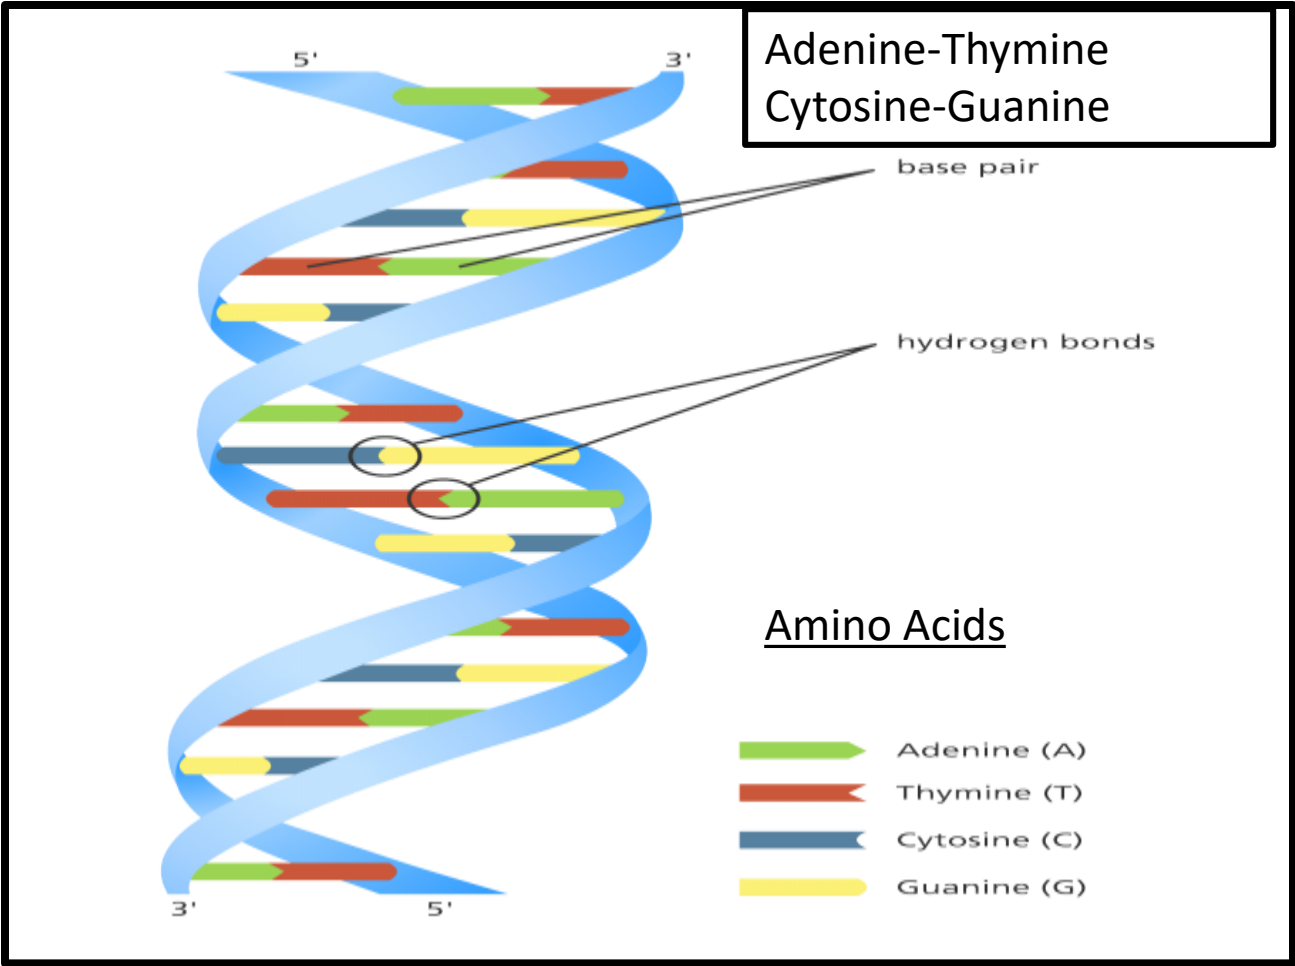 Adenine-Thymine
Cytosine-Guanine
5'
3'
base pair
hydrogen bonds
Amino Acids
Adenine (A)
Thymine (T)
Cytosine (C)
Guanine (G)
3'
5'